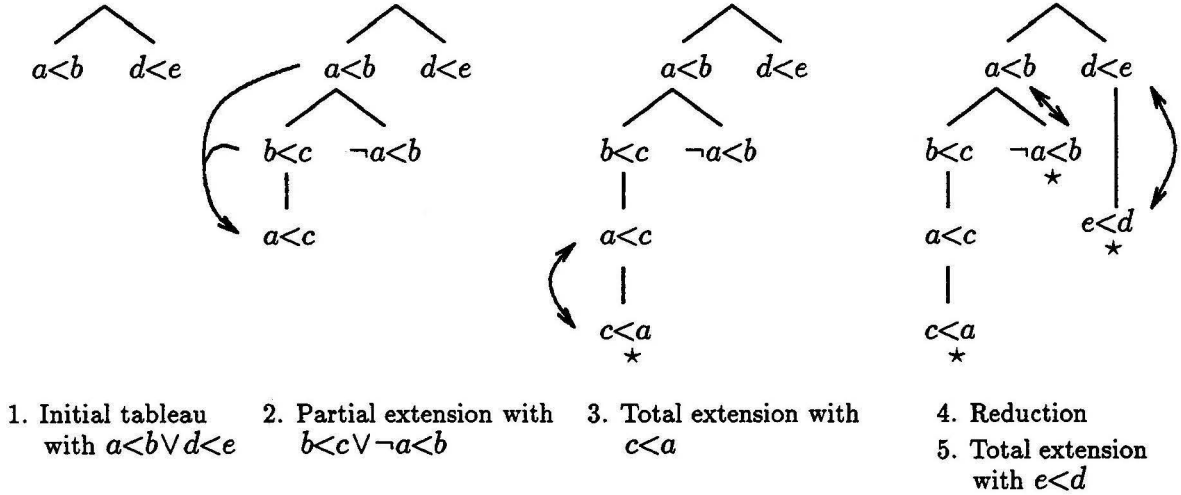 a<b d<e
a<b d<e
b<c ¬a<b
a<c
a<b d<e
b<c ¬a<b
a<c
c<a
★
a<b d<e
b<c ¬a<b
★
a<c
e<d
★
c<a
★
1. Initial tableau
with a<b∨d<e
2. Partial extension with
b<c∨¬a<b
3. Total extension with
c<a
4. Reduction
5. Total extension
with e<d